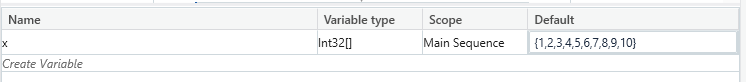 Name Variable type Scope Default
x Int32[] Main Sequence {1,2,3,4,5,6,7,8,9,10}
Create Variable